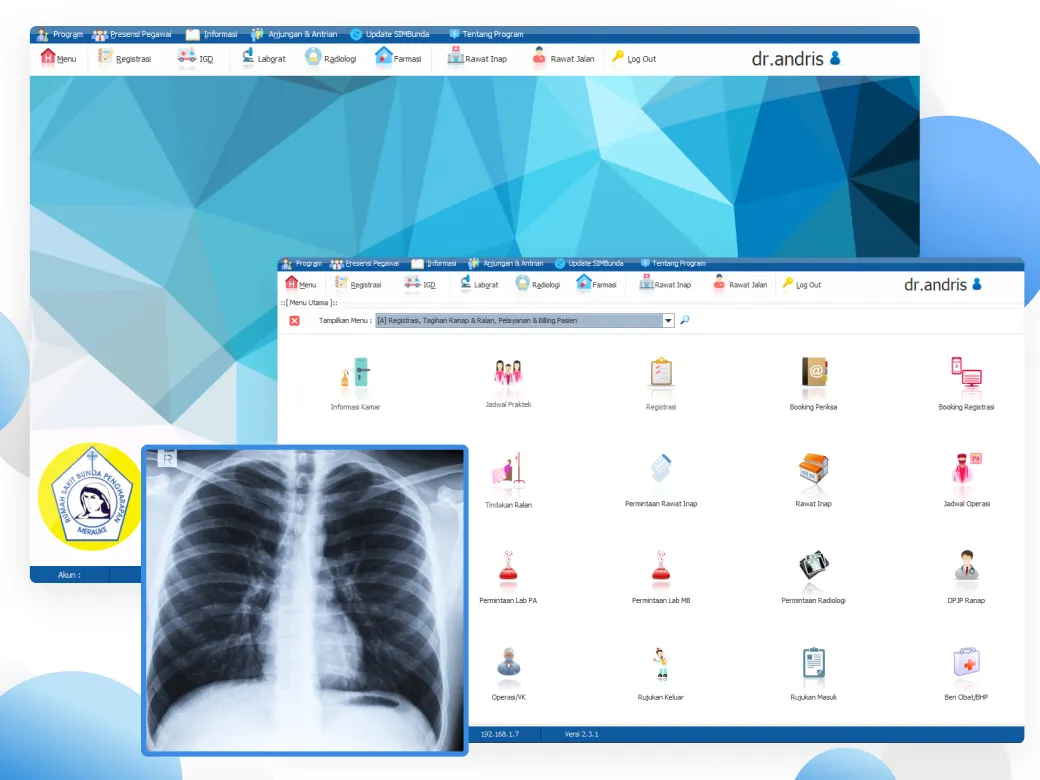 Program Presensi Pegawai Informasi Anjungan & Antrian Update SIMBunda Tentang Program
Menu Registrasi IGD Laborat Radiologi Farmasi Rawat Inap Rawat Jalan Log Out dr.andris
Program Presensi Pegawai Informasi Anjungan & Antrian Update SIMBunda Tentang Program
Menu Registrasi IGD Laborat Radiologi Farmasi Rawat Inap Rawat Jalan Log Out dr.andris
::[ Menu Utama ]::
Tampilkan Menu : [A] Registrasi, Tagihan Ranap & Ralan, Pelayanan & Billing Pasien
Informasi Kamar Jadwal Praktek Registrasi Booking Periksa Booking Registrasi
RUMAH SAKIT BUNDA PENGHARAPAN
MERAUKE
R
Tindakan Ralan Permintaan Rawat Inap Rawat Inap Jadwal Operasi
Akun :
Permintaan Lab PA Permintaan Lab MB Permintaan Radiologi DPJP Ranap
Operasi/VK Rujukan Keluar Rujukan Masuk Beri Obat/BHP
192.168.1.7 Versi 2.3.1